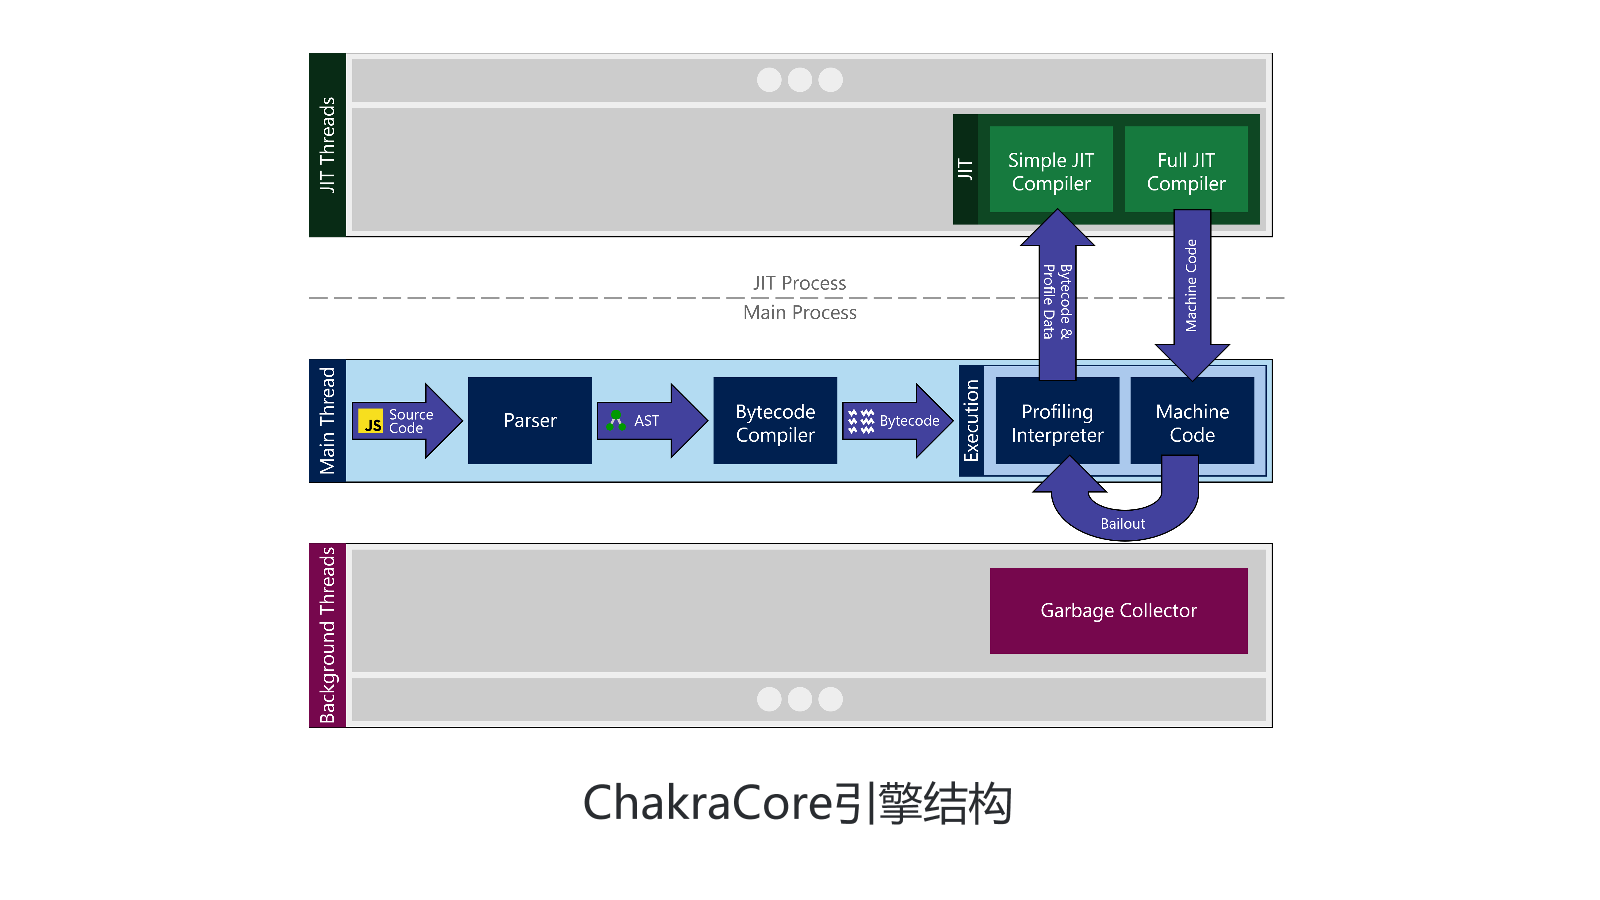 JIT Threads
JIT
Simple JIT
Compiler
Full JIT
Compiler
JIT Process
Main Process
Bytecode &
Profile Data
Machine Code
Main Thread
JS
Source
Code
Parser
AST
Bytecode
Compiler
Bytecode
Execution
Profiling
Interpreter
Machine
Code
Bailout
Background Threads
Garbage Collector
ChakraCore引擎结构